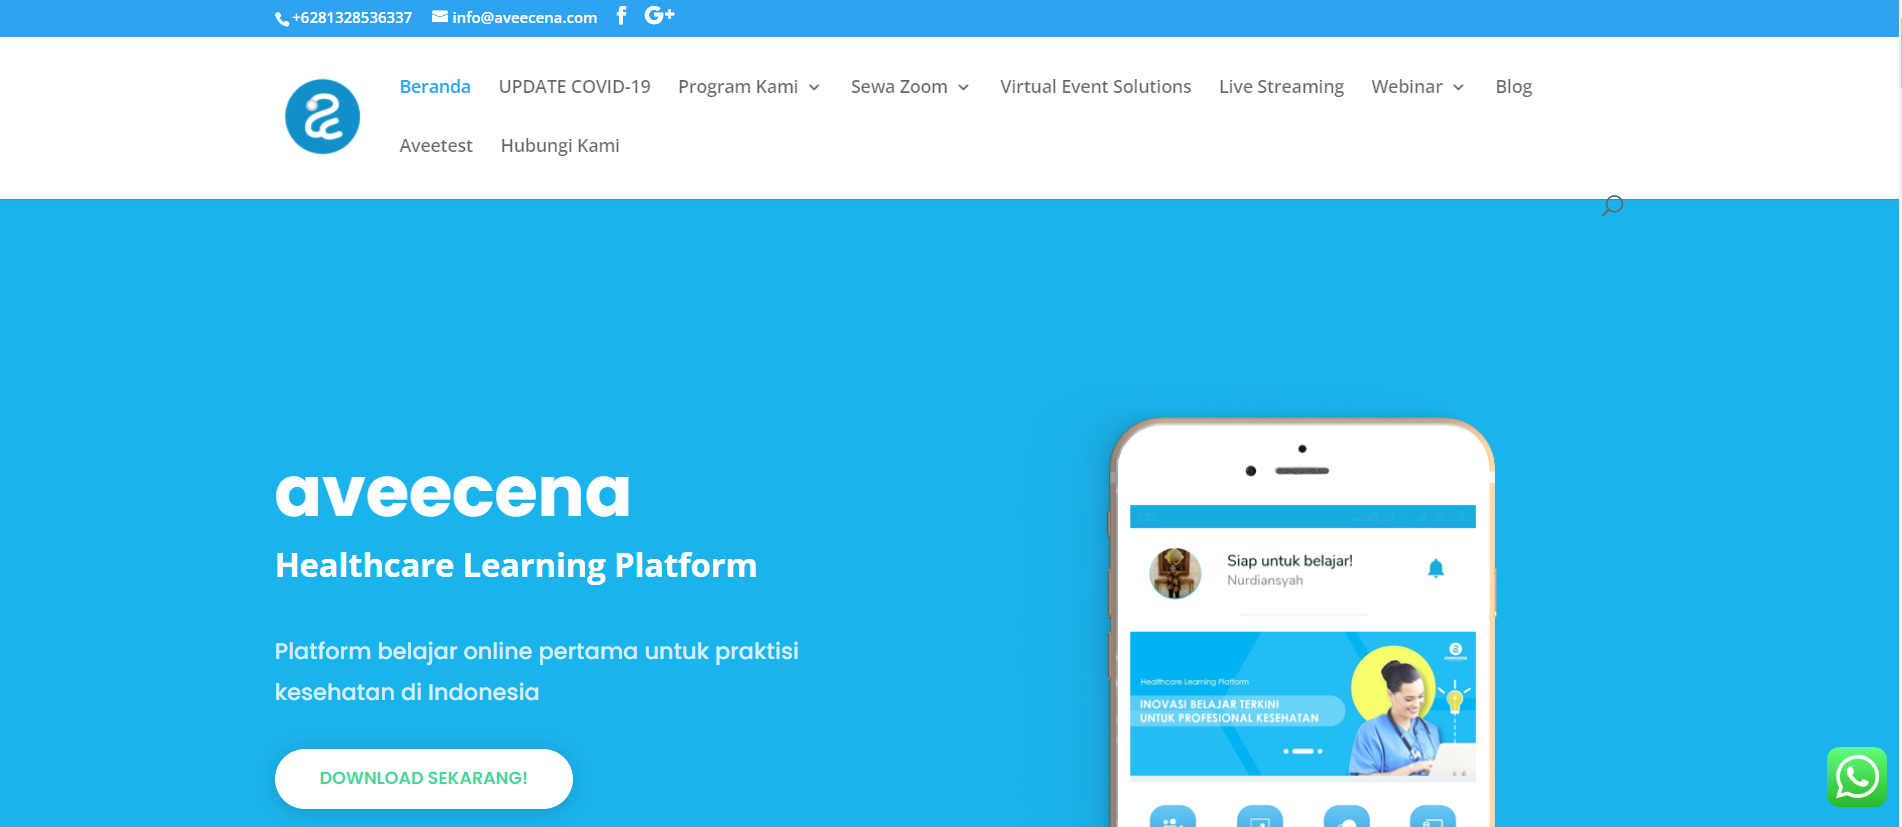 +6281328536337 info@aveecena.com
Beranda UPDATE COVID-19 Program Kami Sewa Zoom Virtual Event Solutions Live Streaming Webinar Blog
Aveetest Hubungi Kami
aveecena
Healthcare Learning Platform
Platform belajar online pertama untuk praktisi
kesehatan di Indonesia
DOWNLOAD SEKARANG!
Siap untuk belajar!
Nurdiansyah
Healthcare Learning Platform
INOVASI BELAJAR TERKINI
UNTUK PROFESIONAL KESEHATAN